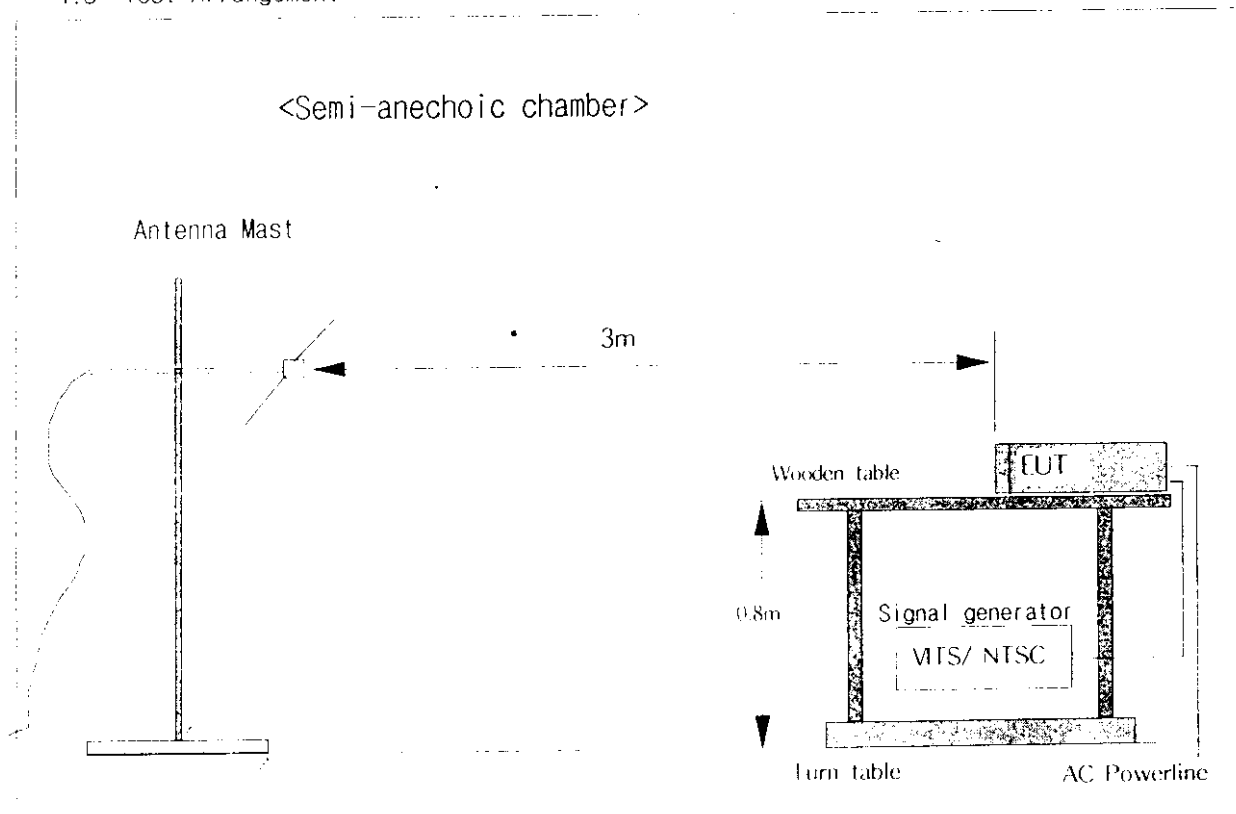 <Semi-anechoic chamber>
Antenna Mast
3m
EUT
Wooden table
0.8m
Signal generator
VITS/ NTSC
Turn table
AC Powerline